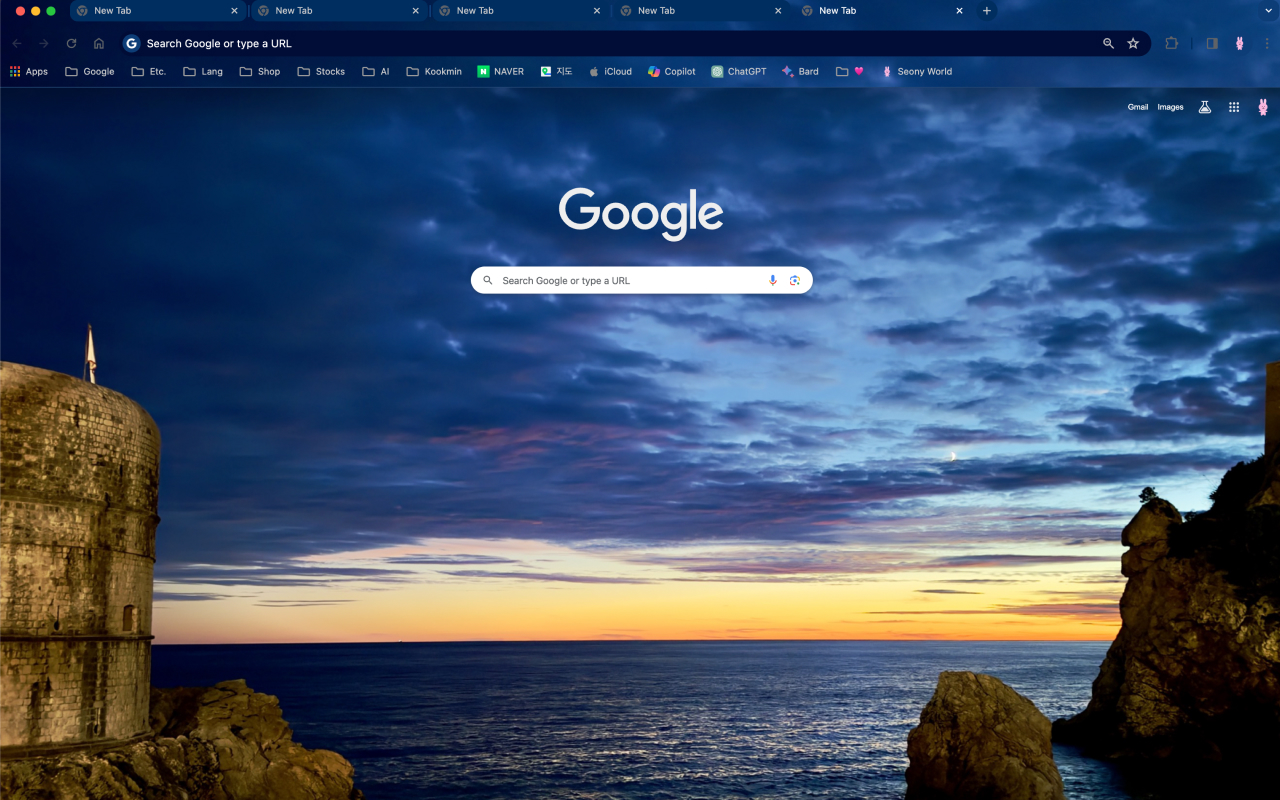 New Tab New Tab New Tab New Tab New Tab
Search Google or type a URL
Apps Google Etc. Lang Shop Stocks AI Kookmin NAVER 지도 iCloud Copilot ChatGPT Bard Seony World
Gmail Images
Google
Search Google or type a URL